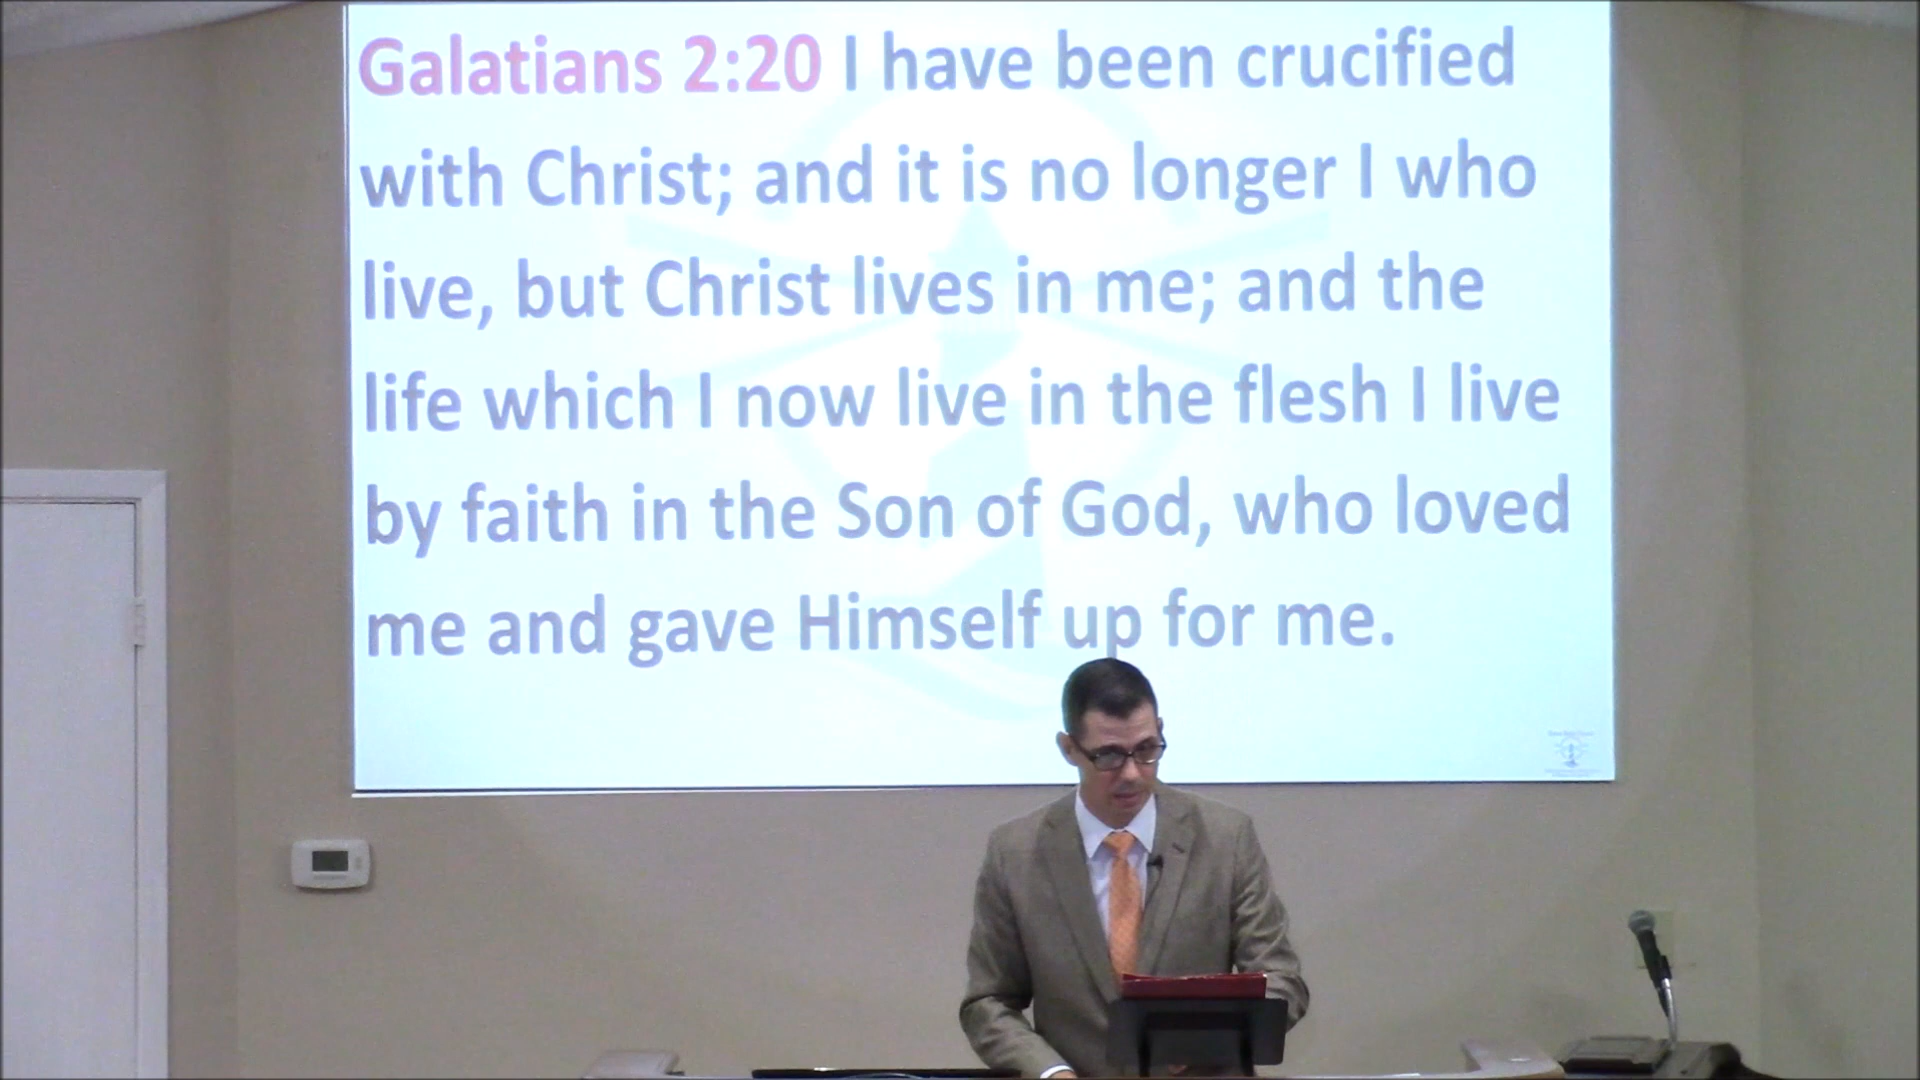 Galatians 2:20 I have been crucified
with Christ; and it is no longer I who
live, but Christ lives in me; and the
life which I now live in the flesh I live
by faith in the Son of God, who loved
me and gave Himself up for me.